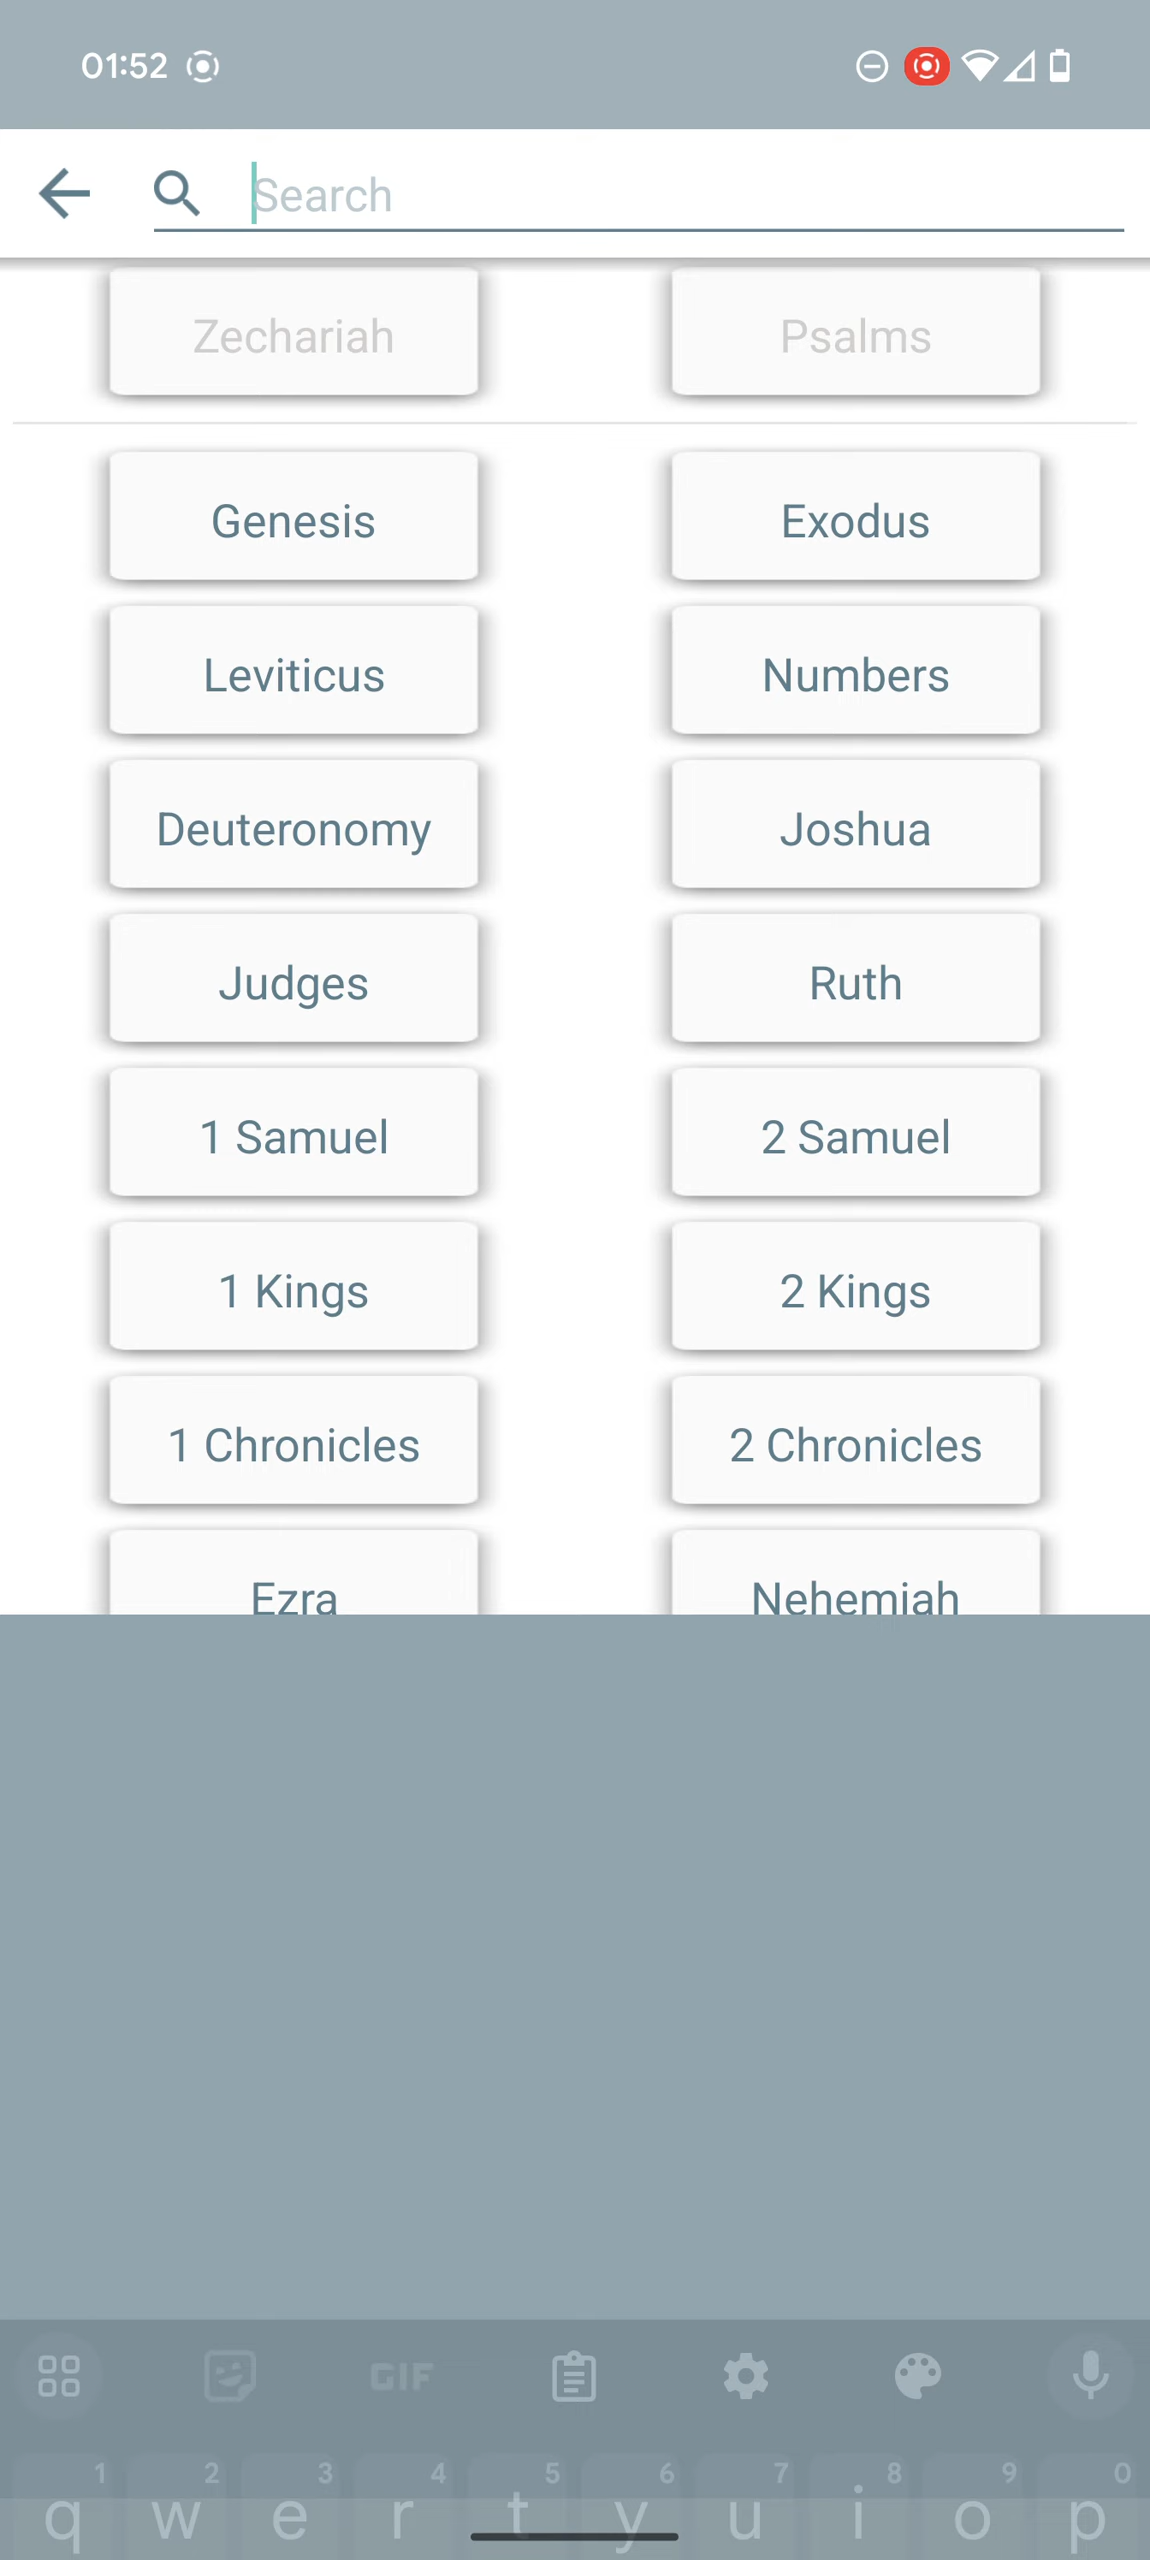 01:52
Search
Zechariah Psalms
Genesis Exodus
Leviticus Numbers
Deuteronomy Joshua
Judges Ruth
1 Samuel 2 Samuel
1 Kings 2 Kings
1 Chronicles 2 Chronicles
Ezra Nehemiah
GIF
1 2 3 4 5 6 7 8 9 0
q w e r t y u i o p